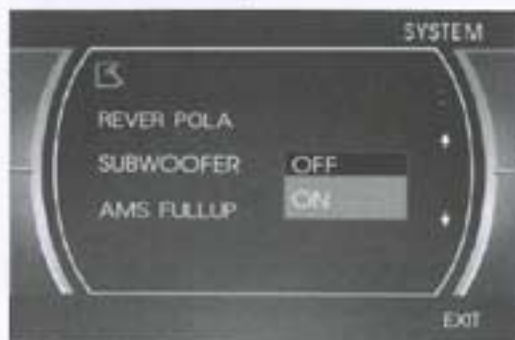 SYSTEM
REVER POLA
SUBWOOFER OFF
ON
AMS FULLUP
EXIT